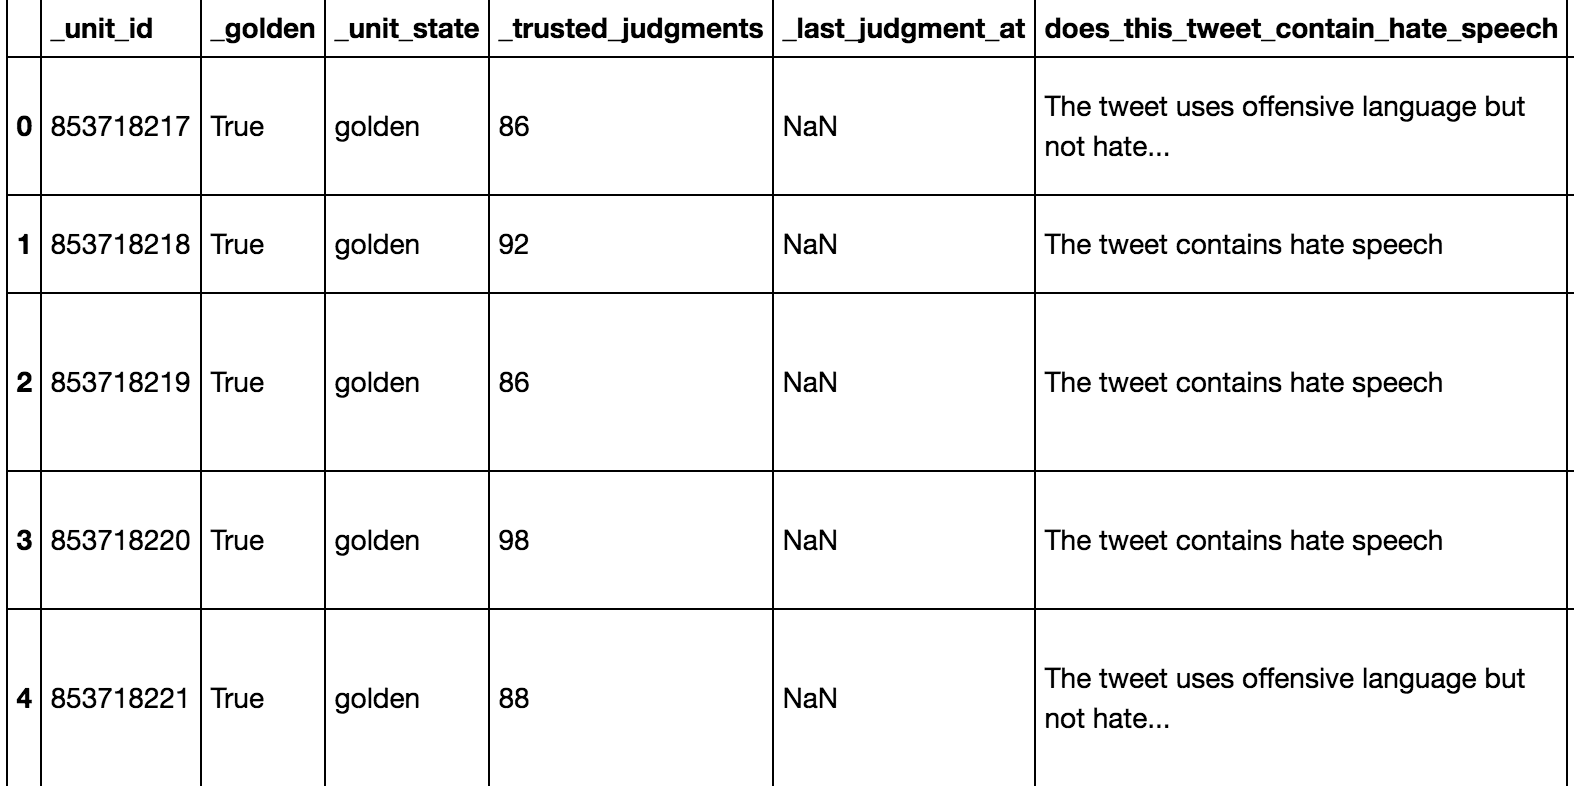 _unit_id _golden _unit_state _trusted_judgments _last_judgment_at does_this_tweet_contain_hate_speech
0 853718217 True golden 86 NaN The tweet uses offensive language but
not hate...
1 853718218 True golden 92 NaN The tweet contains hate speech
2 853718219 True golden 86 NaN The tweet contains hate speech
3 853718220 True golden 98 NaN The tweet contains hate speech
4 853718221 True golden 88 NaN The tweet uses offensive language but
not hate...